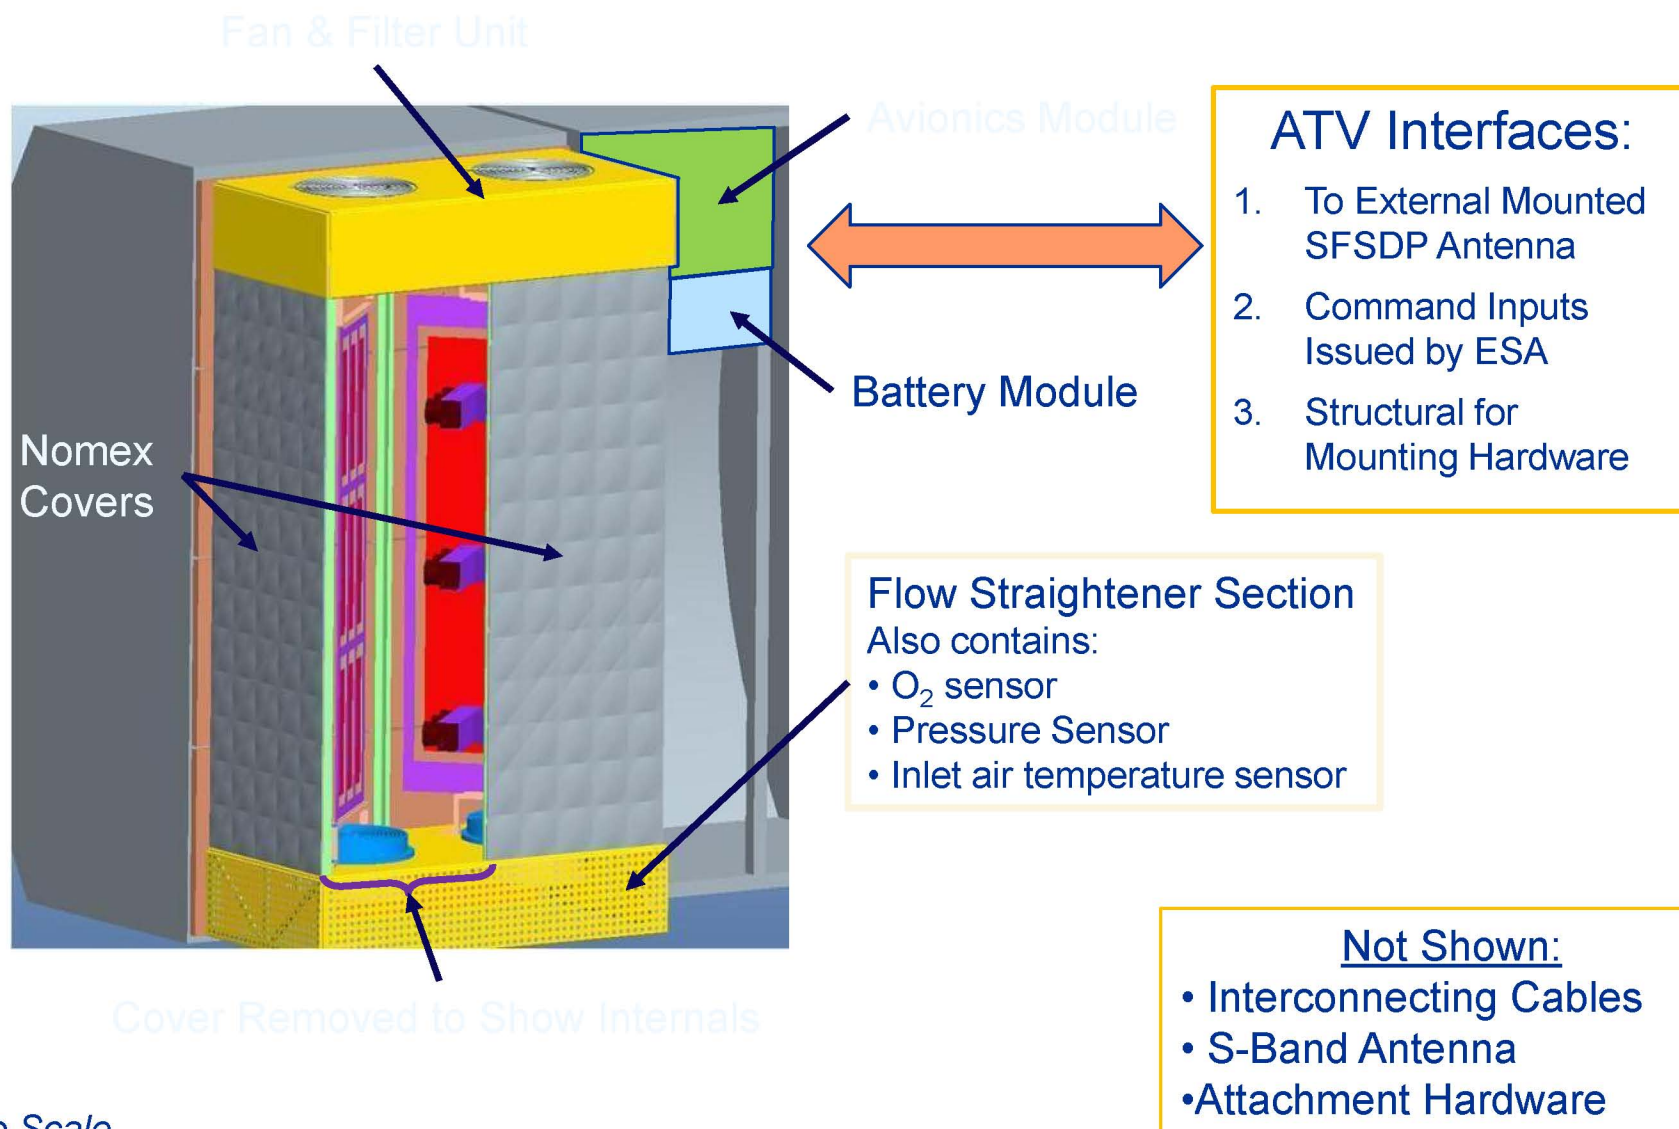 Fan & Filter Unit
Avionics Module
ATV Interfaces:
1. To External Mounted
SFSDP Antenna
2. Command Inputs
Issued by ESA
3. Structural for
Mounting Hardware
Battery Module
Nomex
Covers
Flow Straightener Section
Also contains:
• O₂ sensor
• Pressure Sensor
• Inlet air temperature sensor
Cover Removed to Show Internals
Not Shown:
• Interconnecting Cables
• S-Band Antenna
•Attachment Hardware
Scale